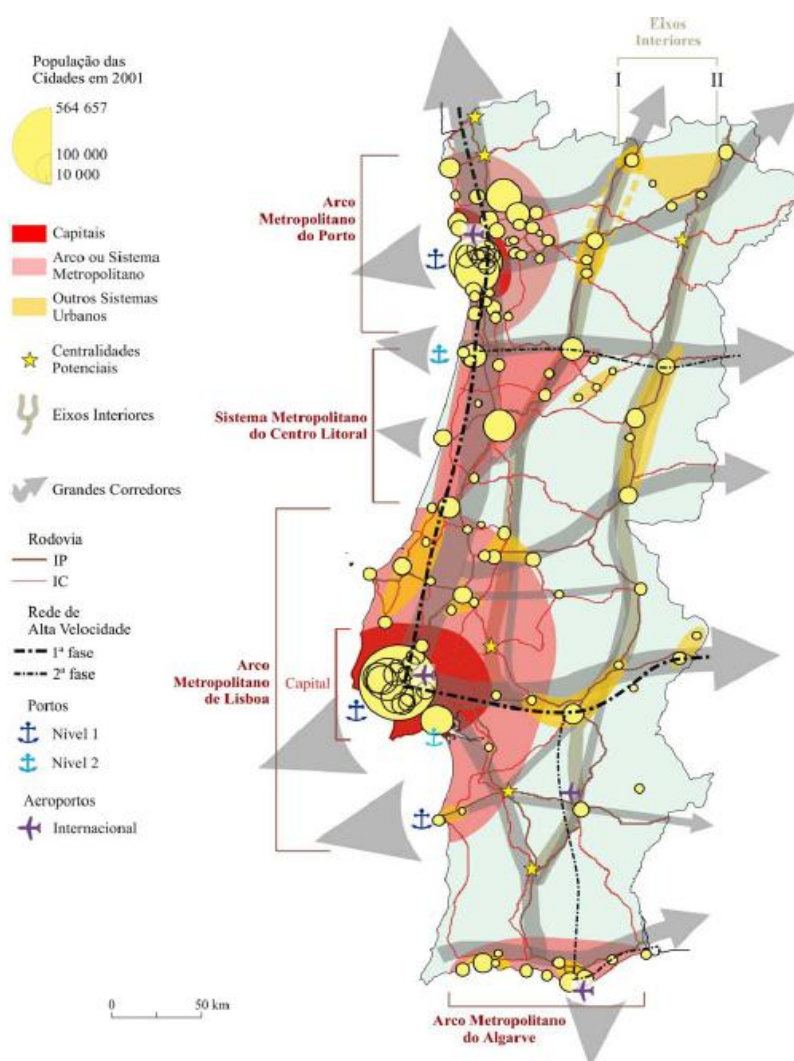 População das
Cidades em 2001
564 657
100 000
10 000
Capitais
Arco ou Sistema
Metropolitano
Outros Sistemas
Urbanos
Centralidades
Potenciais
Eixos Interiores
Grandes Corredores
Rodovia
IP
IC
Rede de
Alta Velocidade
1ª fase
2ª fase
Portos
Nível 1
Nível 2
Aeroportos
Internacional
0 50 km
Eixos
Interiores
I II
Arco
Metropolitano
do Porto
Sistema Metropolitano
do Centro Litoral
Arco
Metropolitano
de Lisboa
Capital
Arco Metropolitano
do Algarve